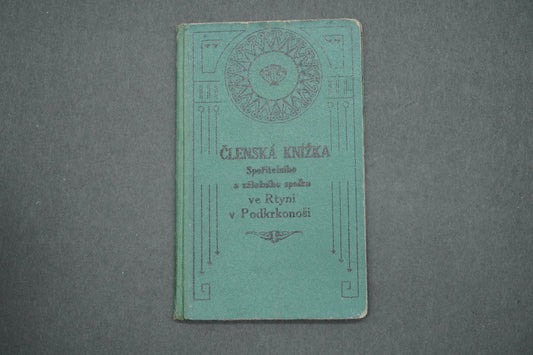 ČLENSKÁ KNÍŽKA
Spořitelního
a záložního spolku
ve Rtyni
v Podkrkonoší